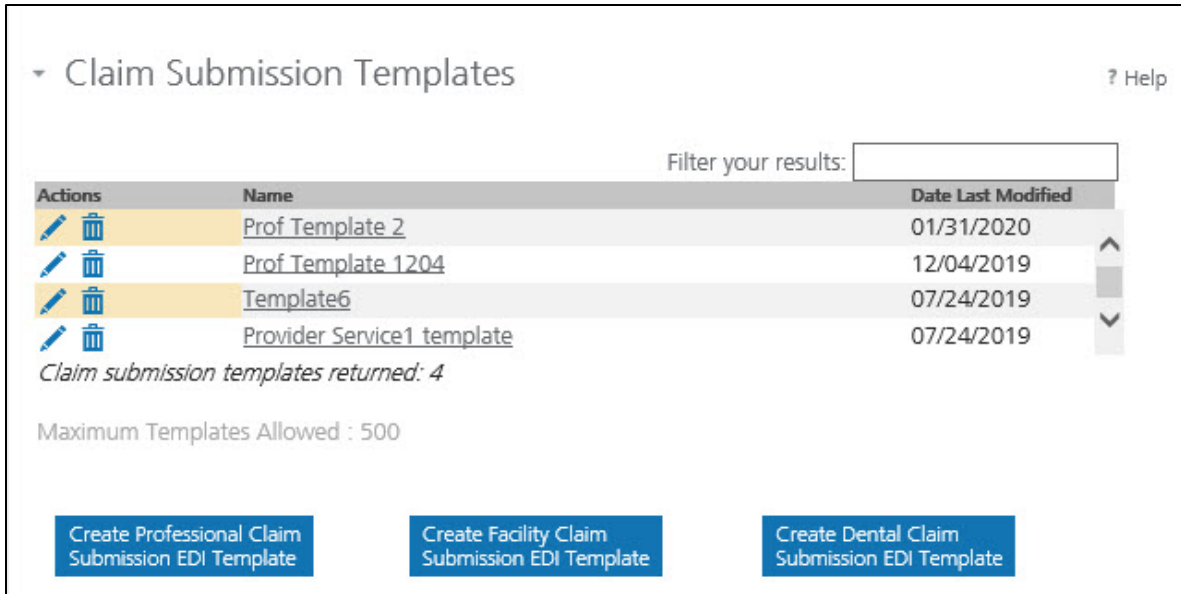 Claim Submission Templates
? Help
Filter your results:
Actions Name Date Last Modified
Prof Template 2 01/31/2020
Prof Template 1204 12/04/2019
Template6 07/24/2019
Provider Service1 template 07/24/2019
Claim submission templates returned: 4
Maximum Templates Allowed : 500
Create Professional Claim
Submission EDI Template
Create Facility Claim
Submission EDI Template
Create Dental Claim
Submission EDI Template